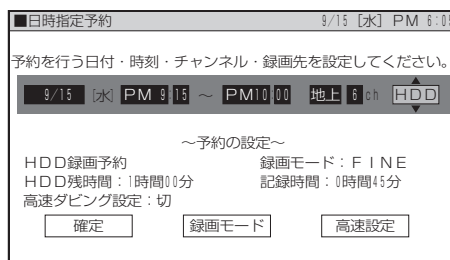 ■日時指定予約 9/15 [水] PM 6:05
予約を行う日付・時刻・チャンネル・録画先を設定してください。
9/15 [水] PM 9:15 ～ PM10:00 地上 6ch HDD
～予約の設定～
HDD録画予約 録画モード：FINE
HDD残時間：1時間00分 記録時間：0時間45分
高速ダビング設定：切
確定 録画モード 高速設定